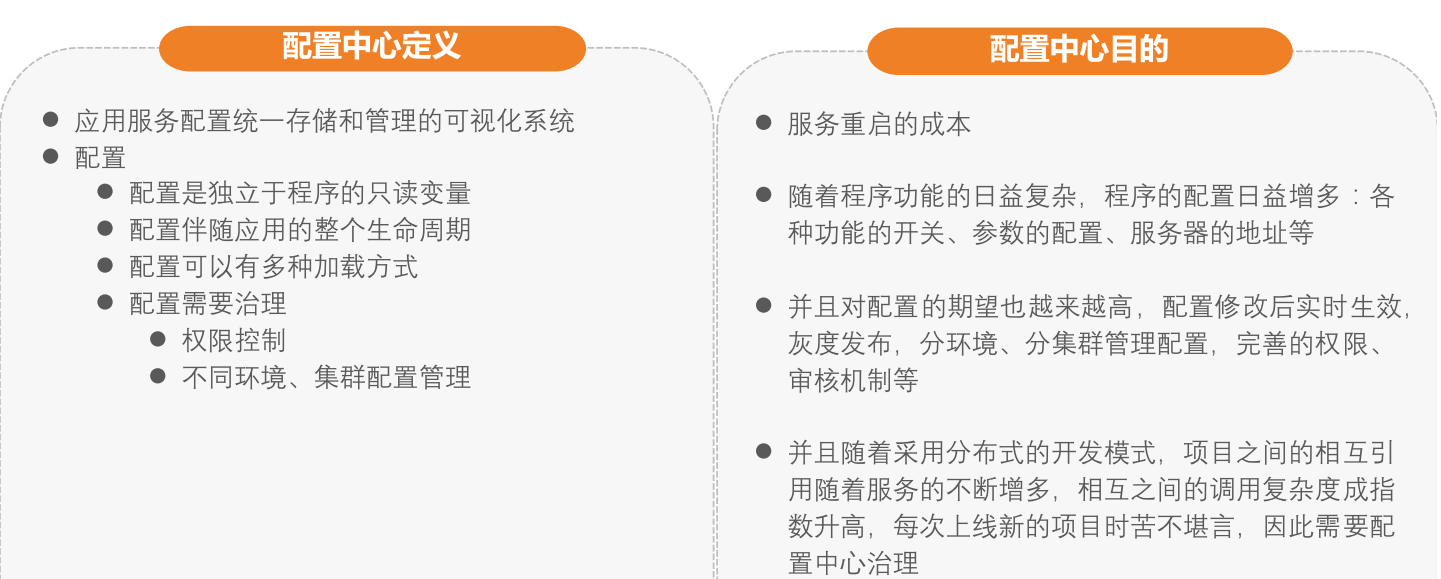 配置中心定义
应用服务配置统一存储和管理的可视化系统
配置
配置是独立于程序的只读变量
配置伴随应用的整个生命周期
配置可以有多种加载方式
配置需要治理
权限控制
不同环境、集群配置管理
配置中心目的
服务重启的成本
随着程序功能的日益复杂，程序的配置日益增多：各
种功能的开关、参数的配置、服务器的地址等
并且对配置的期望也越来越高，配置修改后实时生效，
灰度发布，分环境、分集群管理配置，完善的权限、
审核机制等
并且随着采用分布式的开发模式，项目之间的相互引
用随着服务的不断增多，相互之间的调用复杂度成指
数升高，每次上线新的项目时苦不堪言，因此需要配
置中心治理